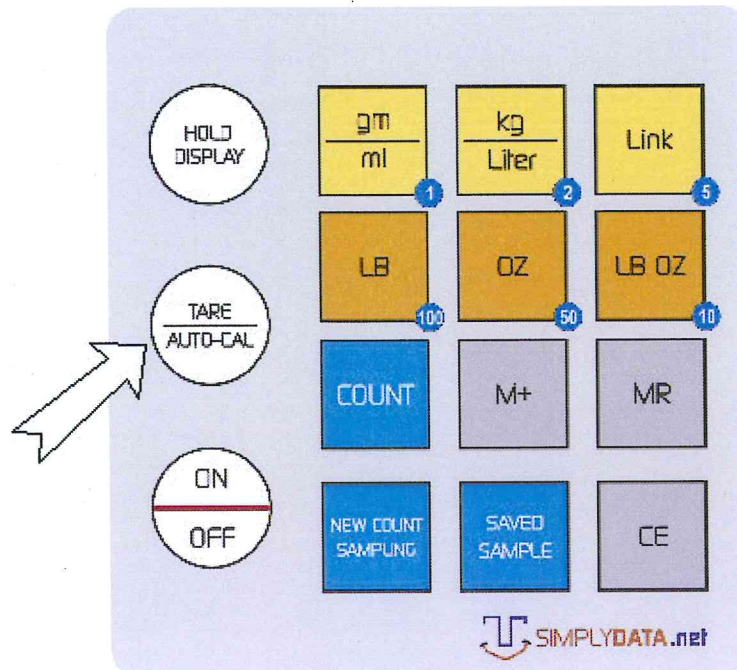 HOLD
DISPLAY
gm
ml
1
kg
Liter
2
Link
5
TARE
AUTO-CAL
LB
100
OZ
50
LB OZ
10
COUNT
M+
MR
ON
OFF
NEW COUNT
SAMPLING
SAVED
SAMPLE
CE
SIMPLYDATA.net